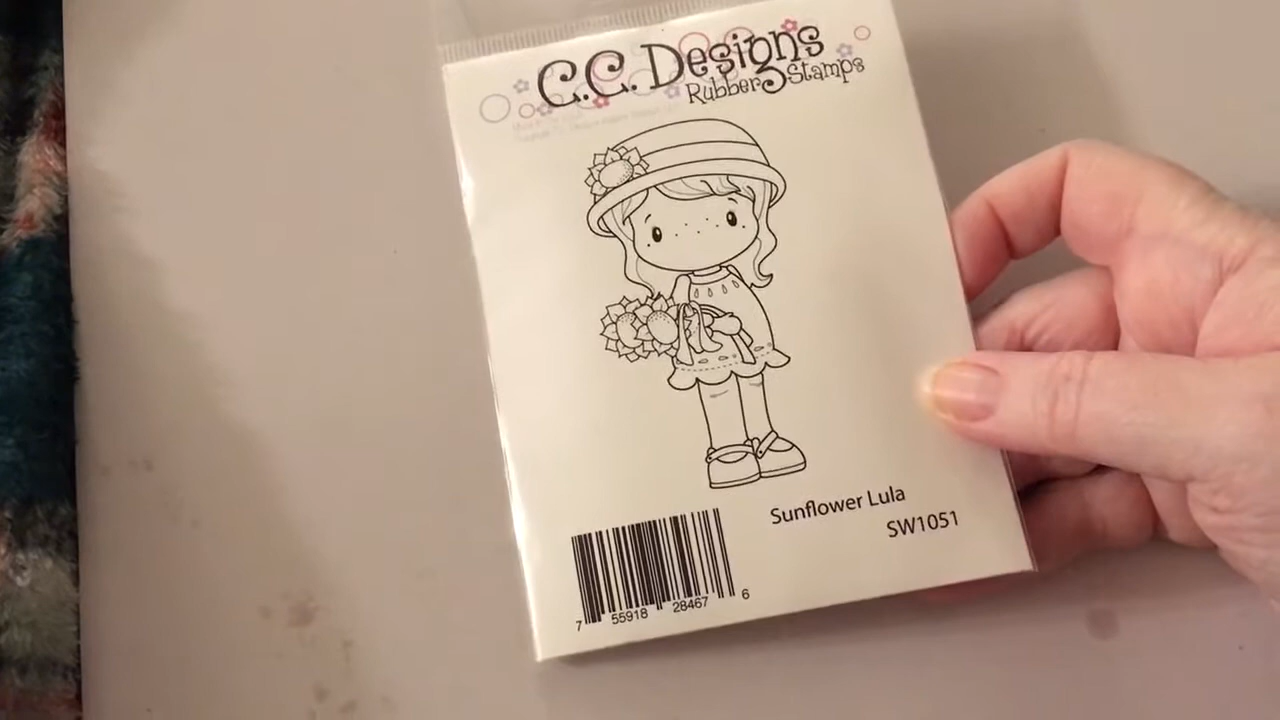 C.C. Designs
Rubber Stamps
Sunflower Lula
SW1051
7 55918 28467 6